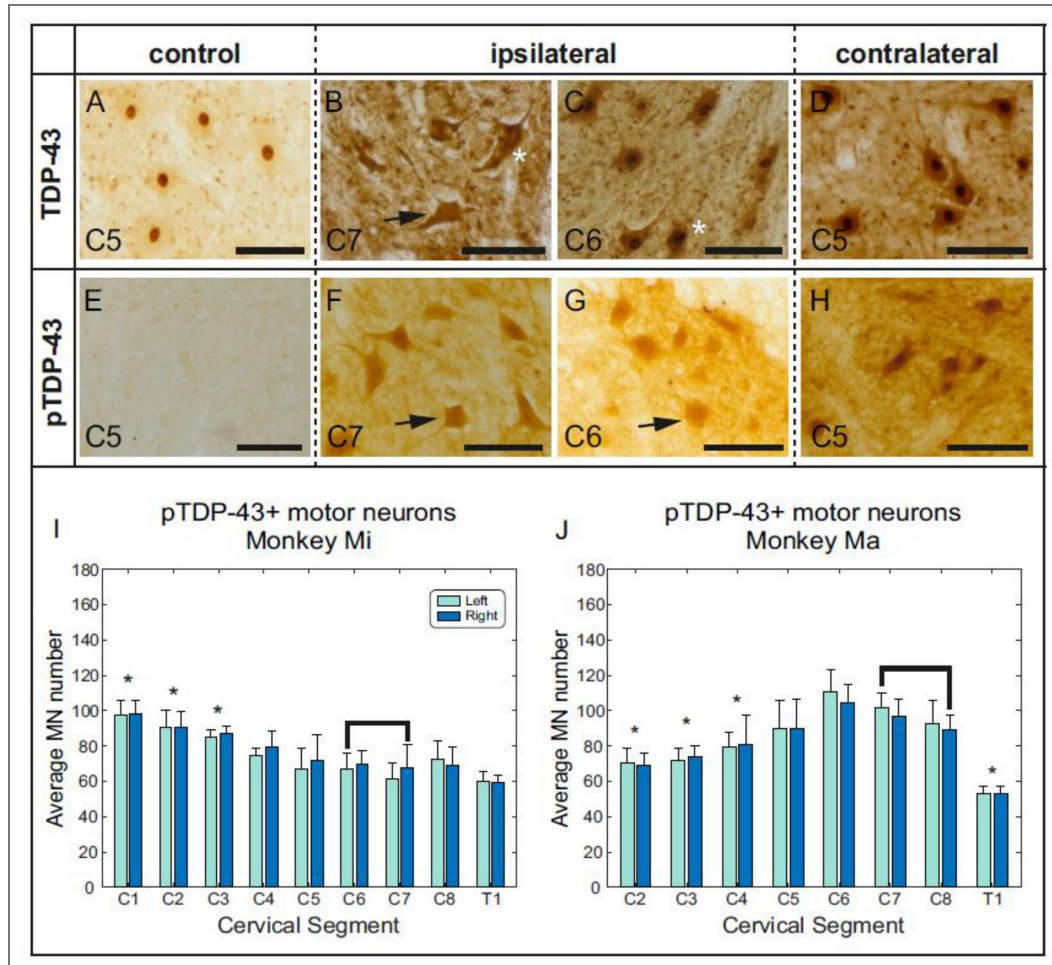 control ipsilateral contralateral
TDP-43
A B C D
* *
C5 C7 C6 C5
pTDP-43
E F G H
C5 C7 C6 C5
I
pTDP-43+ motor neurons
Monkey Mi
Average MN number
180
160
140
120
100
80
60
40
20
0
Left
Right
* * *
C1 C2 C3 C4 C5 C6 C7 C8 T1
Cervical Segment
J
pTDP-43+ motor neurons
Monkey Ma
Average MN number
180
160
140
120
100
80
60
40
20
0
* * * *
C2 C3 C4 C5 C6 C7 C8 T1
Cervical Segment